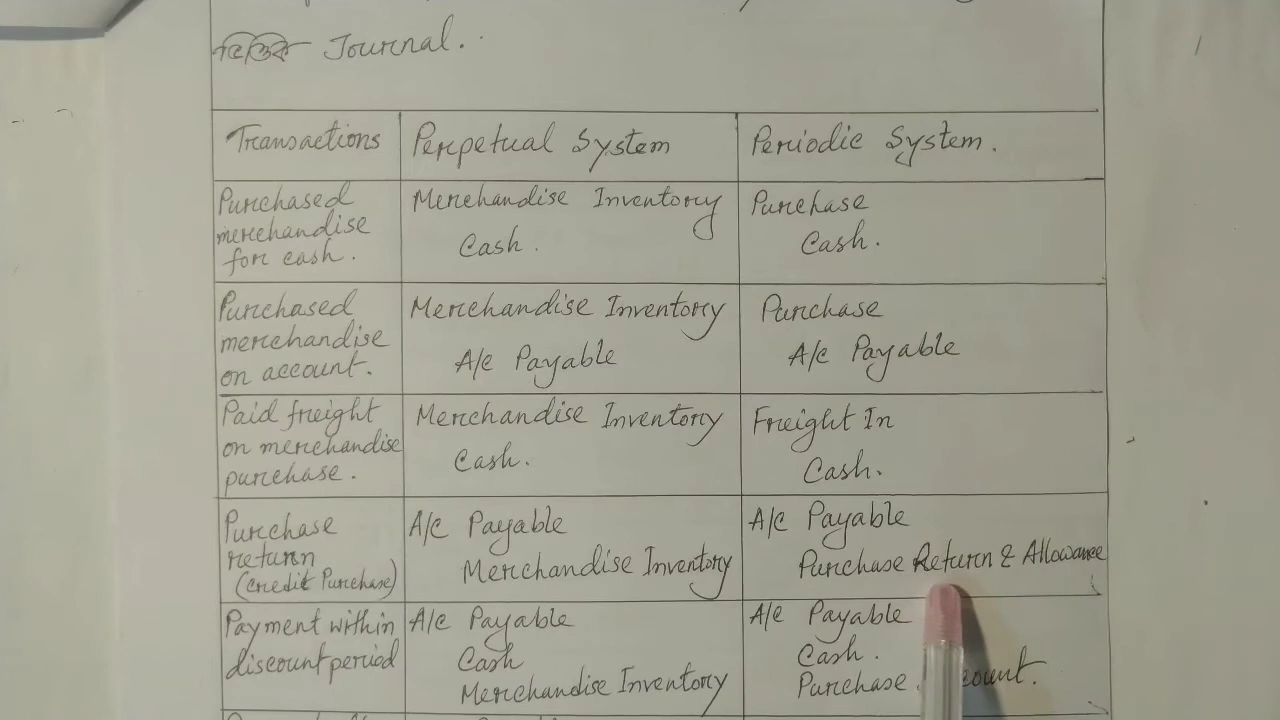 ভিত্তিক Journal.
Transactions
Perpetual System
Periodic System.
Purchased
merchandise
for cash.
Merchandise Inventory
Cash.
Purchase
Cash.
Purchased
merchandise
on account.
Merchandise Inventory
A/c Payable
Purchase
A/c Payable
Paid freight
on merchandise
purchase.
Merchandise Inventory
Cash.
Freight In
Cash.
Purchase
return
(Credit Purchase)
A/c Payable
Merchandise Inventory
A/c Payable
Purchase Return & Allowance
Payment within
discount period
A/c Payable
Cash
Merchandise Inventory
A/c Payable
Cash.
Purchase